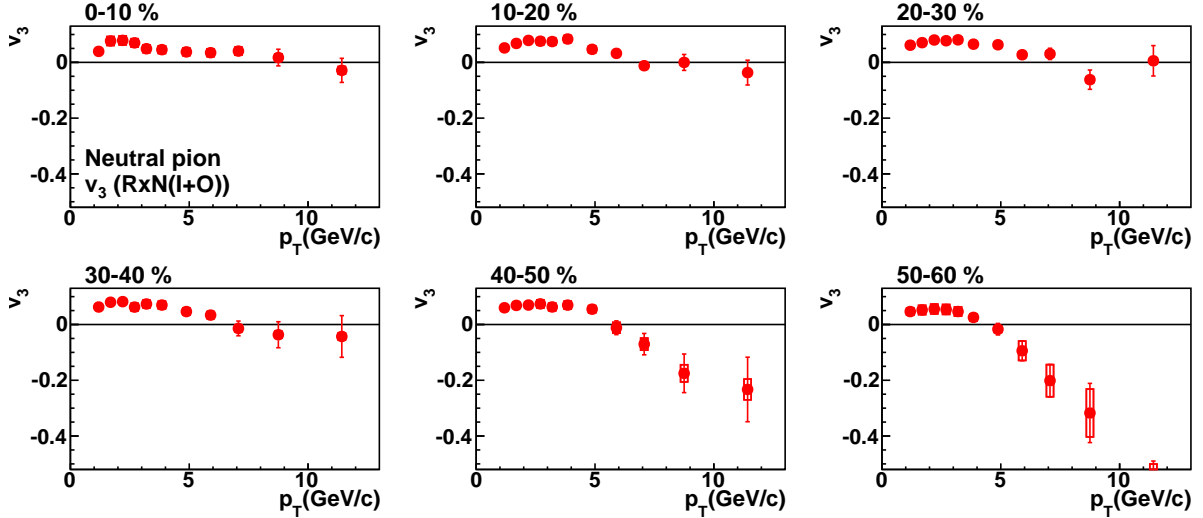 0-10 %
v3
0
-0.2
-0.4
Neutral pion
v3 (RxN(I+O))
0 5 10
pT(GeV/c)
10-20 %
v3
0
-0.2
-0.4
0 5 10
pT(GeV/c)
20-30 %
v3
0
-0.2
-0.4
0 5 10
pT(GeV/c)
30-40 %
v3
0
-0.2
-0.4
0 5 10
pT(GeV/c)
40-50 %
v3
0
-0.2
-0.4
0 5 10
pT(GeV/c)
50-60 %
v3
0
-0.2
-0.4
0 5 10
pT(GeV/c)